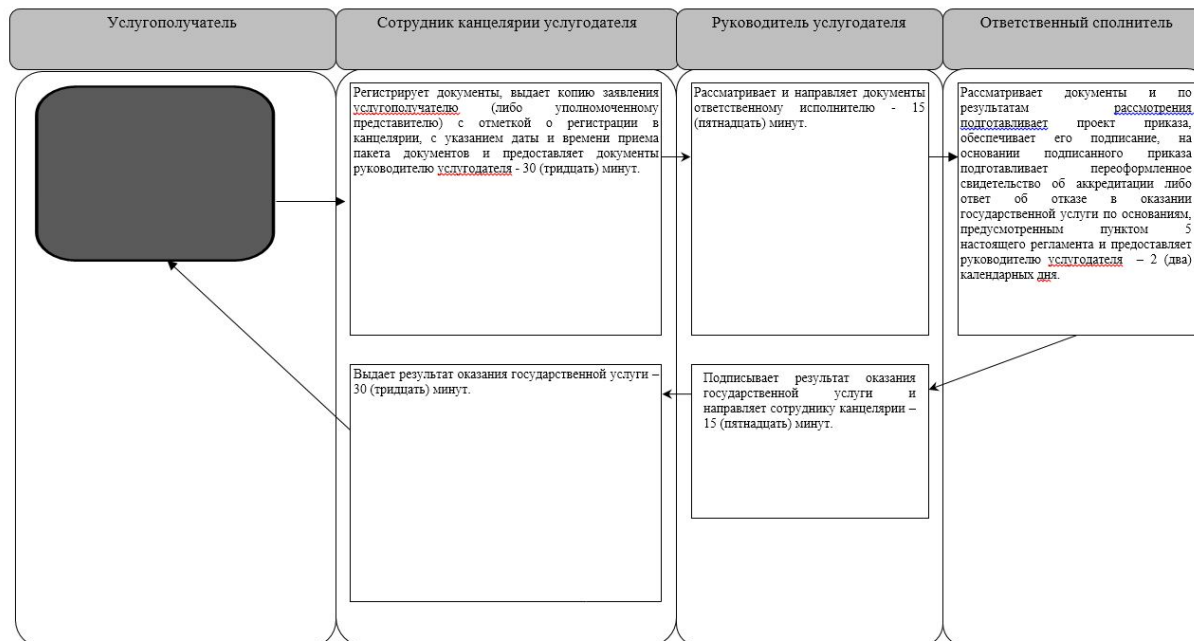 Услугополучатель
Сотрудник канцелярии услугодателя
Руководитель услугодателя
Ответственный сполнитель
Регистрирует документы, выдает копию заявления
услугополучателю (либо уполномоченному
представителю) с отметкой о регистрации в
канцелярии, с указанием даты и времени приема
пакета документов и предоставляет документы
руководителю услугодателя - 30 (тридцать) минут.
Рассматривает и направляет документы
ответственному исполнителю - 15
(пятнадцать) минут.
Рассматривает документы и по
результатам рассмотрения
подготавливает проект приказа,
обеспечивает его подписание, на
основании подписанного приказа
подготавливает переоформленное
свидетельство об аккредитации либо
ответ об отказе в оказании
государственной услуги по основаниям,
предусмотренным пунктом 5
настоящего регламента и предоставляет
руководителю услугодателя – 2 (два)
календарных дня.
Выдает результат оказания государственной услуги –
30 (тридцать) минут.
Подписывает результат оказания
государственной услуги и
направляет сотруднику канцелярии –
15 (пятнадцать) минут.